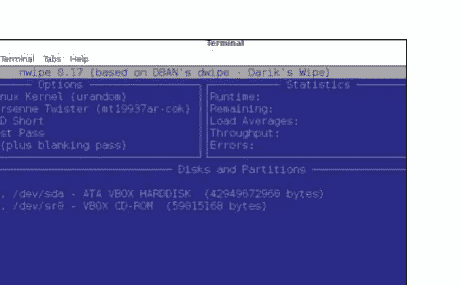 Terminal
Terminal Tabs Help
nwipe 0.17 (based on DBAN's dwipe - Darik's Wipe)
Options
Statistics
nux Kernel (urandom)
rsenne Twister (mt19937ar-cok)
D Short
st Pass
(plus blanking pass)
Runtime:
Remaining:
Load Averages:
Throughput:
Errors:
Disks and Partitions
. /dev/sda - ATA VBOX HARDDISK (42949672960 bytes)
. /dev/sr0 - VBOX CD-ROM (59015168 bytes)